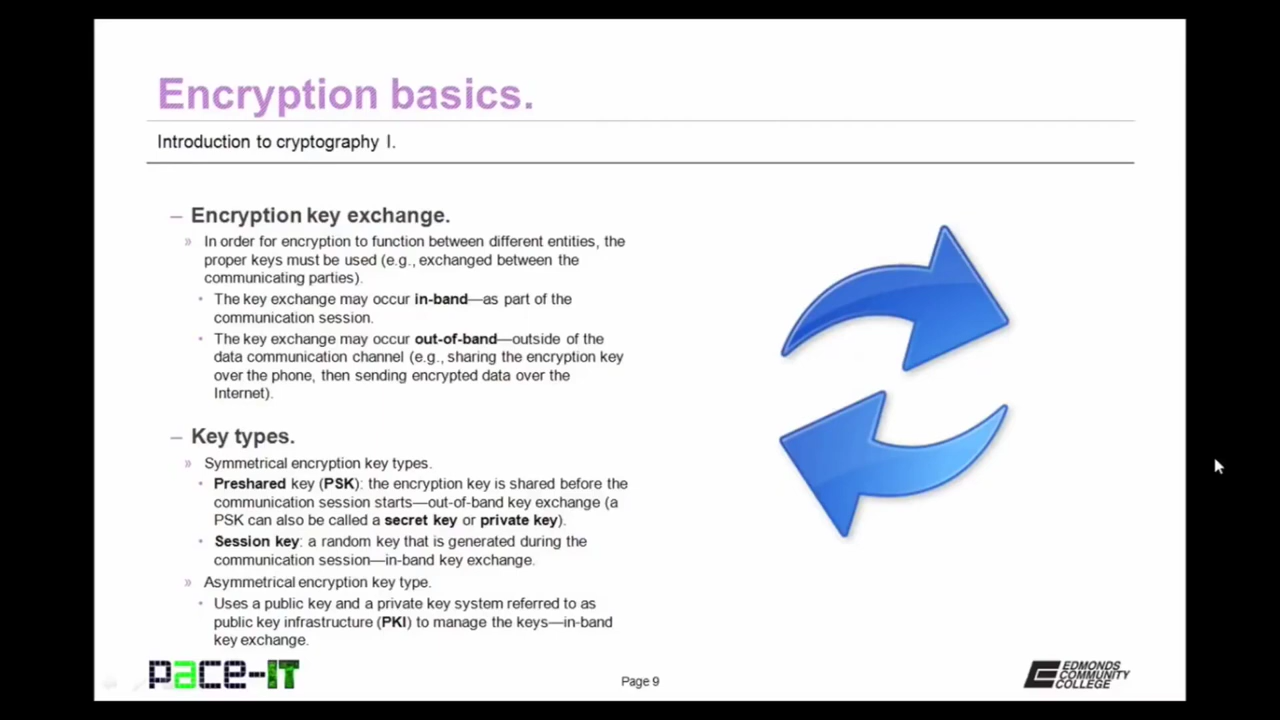 Encryption basics.
Introduction to cryptography I.
– Encryption key exchange.
» In order for encryption to function between different entities, the
proper keys must be used (e.g., exchanged between the
communicating parties).
• The key exchange may occur in-band—as part of the
communication session.
• The key exchange may occur out-of-band—outside of the
data communication channel (e.g., sharing the encryption key
over the phone, then sending encrypted data over the
Internet).
– Key types.
» Symmetrical encryption key types.
• Preshared key (PSK): the encryption key is shared before the
communication session starts—out-of-band key exchange (a
PSK can also be called a secret key or private key).
• Session key: a random key that is generated during the
communication session—in-band key exchange.
» Asymmetrical encryption key type.
• Uses a public key and a private key system referred to as
public key infrastructure (PKI) to manage the keys—in-band
key exchange.
pace-IT
Page 9
EDMONDS
COMMUNITY
COLLEGE